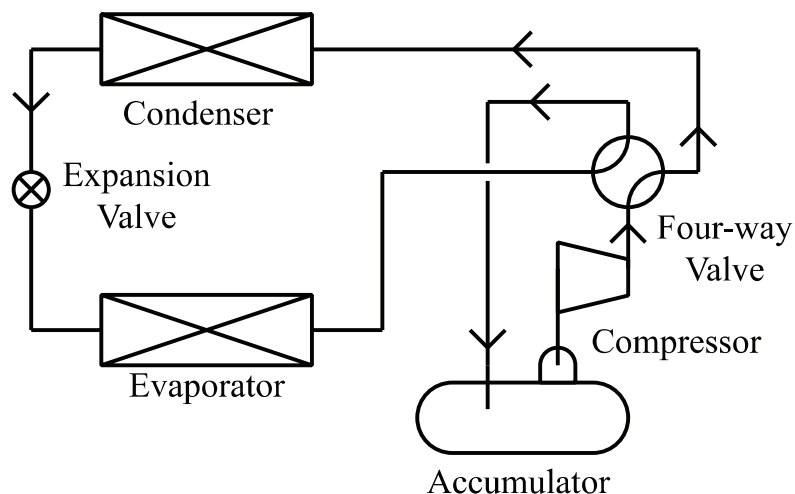 Condenser
Expansion
Valve
Four-way
Valve
Compressor
Evaporator
Accumulator